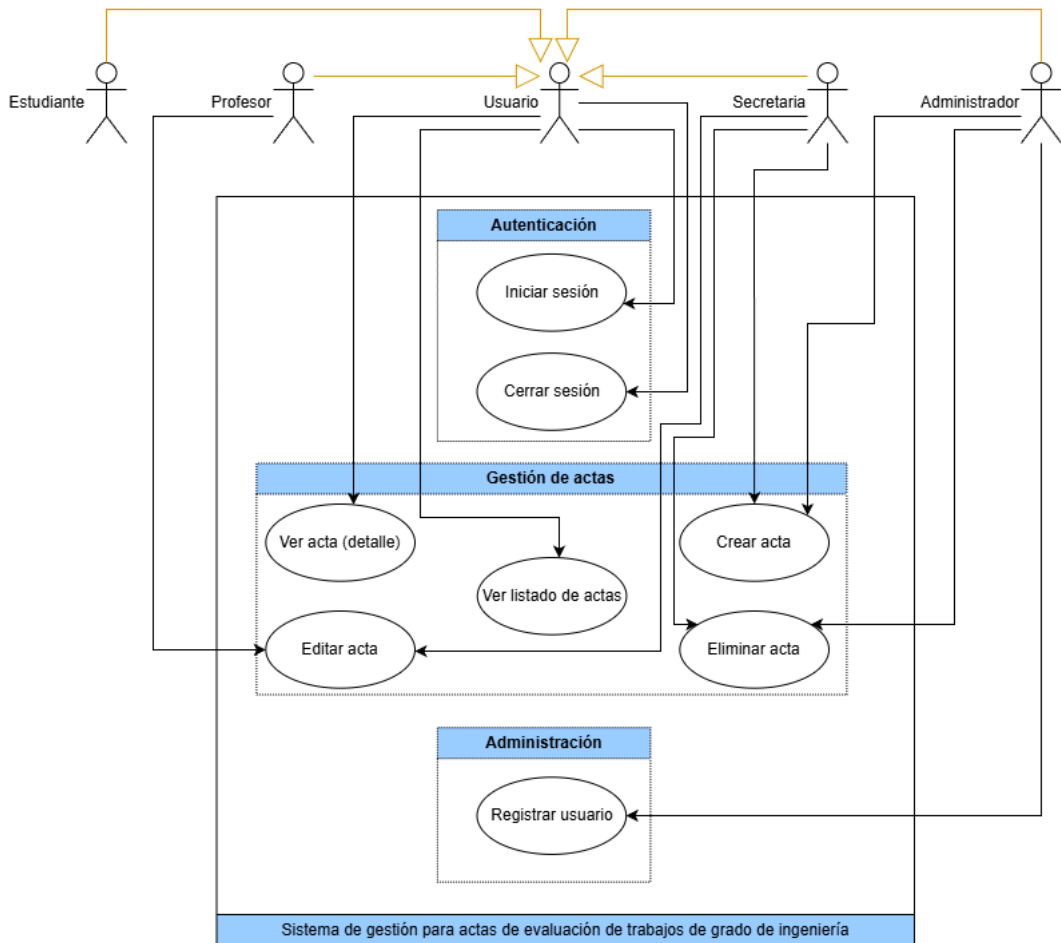 Estudiante
Profesor
Usuario
Secretaria
Administrador
Autenticación
Iniciar sesión
Cerrar sesión
Gestión de actas
Ver acta (detalle)
Crear acta
Ver listado de actas
Editar acta
Eliminar acta
Administración
Registrar usuario
Sistema de gestión para actas de evaluación de trabajos de grado de ingeniería